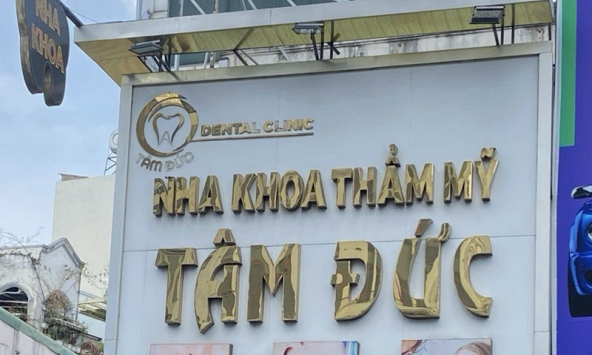 NHA
KHOA
DENTAL CLINIC
TÂM ĐỨC
NHA KHOA THẨM MỸ
TÂM ĐỨC